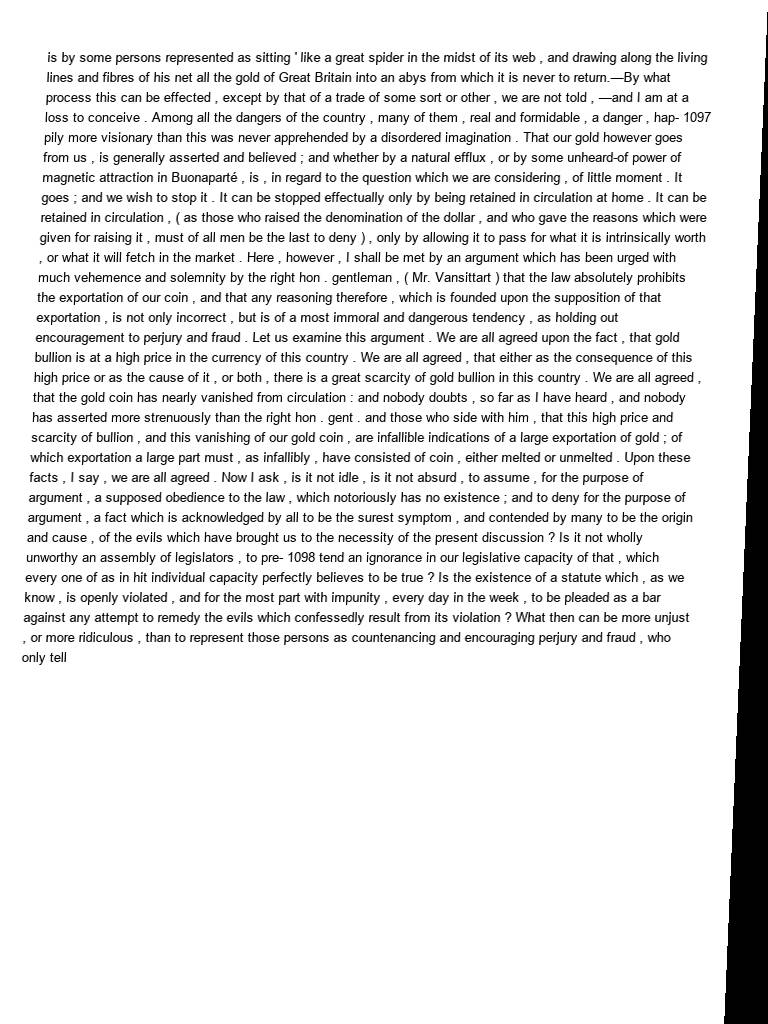 is by some persons represented as sitting ' like a great spider in the midst of its web , and drawing along the living
lines and fibres of his net all the gold of Great Britain into an abys from which it is never to return.—By what
process this can be effected , except by that of a trade of some sort or other , we are not told , —and I am at a
loss to conceive . Among all the dangers of the country , many of them , real and formidable , a danger , hap- 1097
pily more visionary than this was never apprehended by a disordered imagination . That our gold however goes
from us , is generally asserted and believed ; and whether by a natural efflux , or by some unheard-of power of
magnetic attraction in Buonaparté , is , in regard to the question which we are considering , of little moment . It
goes ; and we wish to stop it . It can be stopped effectually only by being retained in circulation at home . It can be
retained in circulation , ( as those who raised the denomination of the dollar , and who gave the reasons which were
given for raising it , must of all men be the last to deny ) , only by allowing it to pass for what it is intrinsically worth
, or what it will fetch in the market . Here , however , I shall be met by an argument which has been urged with
much vehemence and solemnity by the right hon . gentleman , ( Mr. Vansittart ) that the law absolutely prohibits
the exportation of our coin , and that any reasoning therefore , which is founded upon the supposition of that
exportation , is not only incorrect , but is of a most immoral and dangerous tendency , as holding out
encouragement to perjury and fraud . Let us examine this argument . We are all agreed upon the fact , that gold
bullion is at a high price in the currency of this country . We are all agreed , that either as the consequence of this
high price or as the cause of it , or both , there is a great scarcity of gold bullion in this country . We are all agreed ,
that the gold coin has nearly vanished from circulation : and nobody doubts , so far as I have heard , and nobody
has asserted more strenuously than the right hon . gent . and those who side with him , that this high price and
scarcity of bullion , and this vanishing of our gold coin , are infallible indications of a large exportation of gold ; of
which exportation a large part must , as infallibly , have consisted of coin , either melted or unmelted . Upon these
facts , I say , we are all agreed . Now I ask , is it not idle , is it not absurd , to assume , for the purpose of
argument , a supposed obedience to the law , which notoriously has no existence ; and to deny for the purpose of
argument , a fact which is acknowledged by all to be the surest symptom , and contended by many to be the origin
and cause , of the evils which have brought us to the necessity of the present discussion ? Is it not wholly
unworthy an assembly of legislators , to pre- 1098 tend an ignorance in our legislative capacity of that , which
every one of as in hit individual capacity perfectly believes to be true ? Is the existence of a statute which , as we
know , is openly violated , and for the most part with impunity , every day in the week , to be pleaded as a bar
against any attempt to remedy the evils which confessedly result from its violation ? What then can be more unjust
, or more ridiculous , than to represent those persons as countenancing and encouraging perjury and fraud , who
only tell